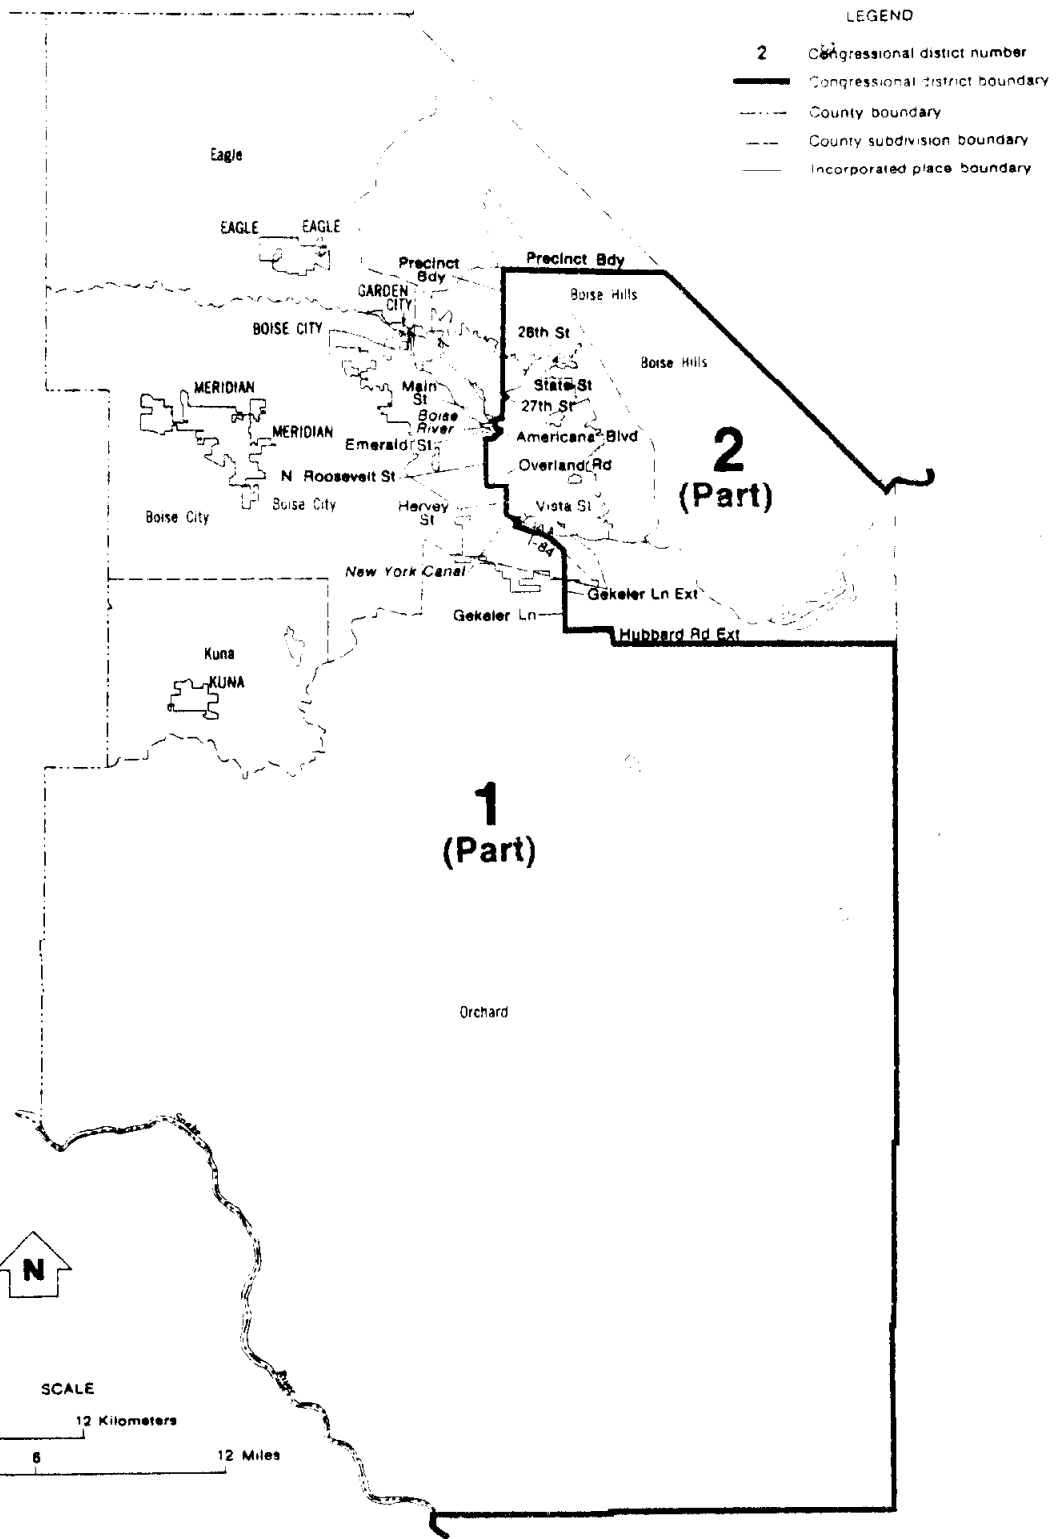 LEGEND
2 Congressional distict number
Congressional district boundary
County boundary
County subdivision boundary
Incorporated place boundary
Eagle
EAGLE EAGLE
Precinct
Bdy
Precinct Bdy
GARDEN
CITY
Boise Hills
BOISE CITY
28th St
Boise Hills
MERIDIAN
Main
St
State St
27th St
Boise
River
MERIDIAN
Emerald St
Americana Blvd
2
(Part)
N Roosevelt St
Overland Rd
Boise City
Boise City
Hervey
St
Vista St
I-84
New York Canal
Gekeler Ln Ext
Gekeler Ln
Hubbard Rd Ext
Kuna
KUNA
1
(Part)
Orchard
Snake
River
N
SCALE
12 Kilometers
6 12 Miles